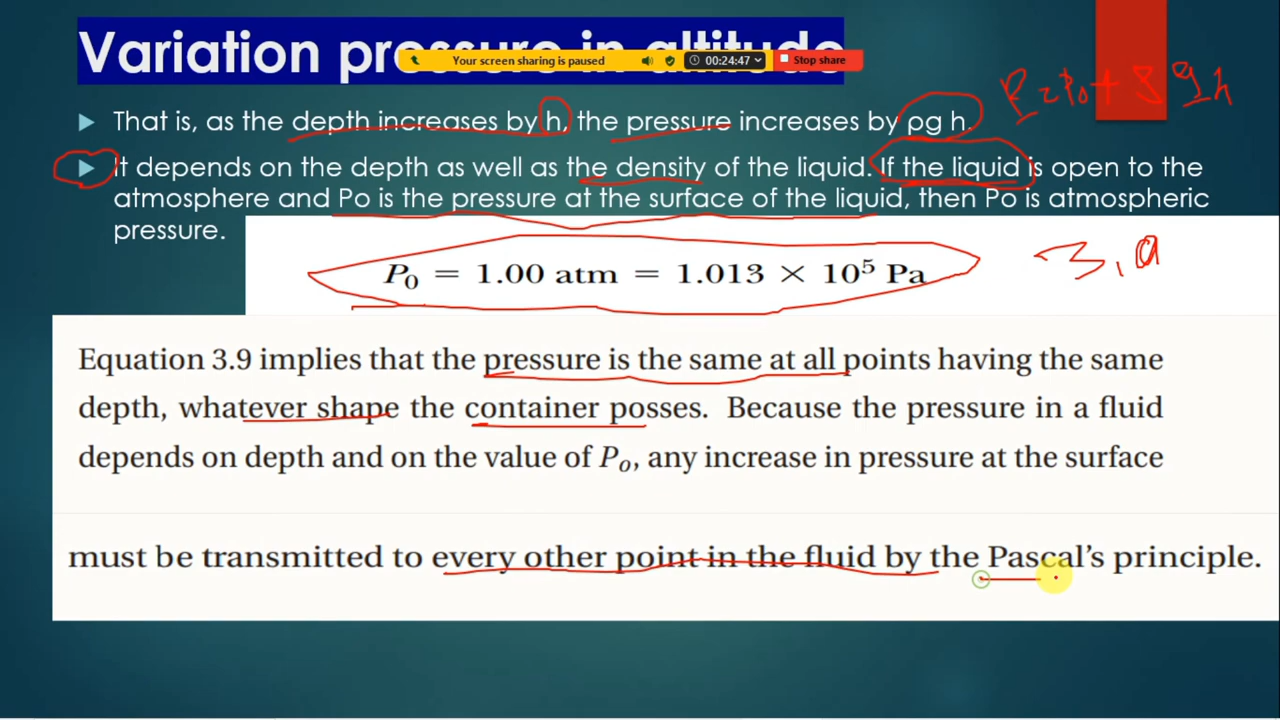 Variation pressure in altitude
Your screen sharing is paused
00:24:47
Stop share
P = P₀ + ρgh
That is, as the depth increases by h, the pressure increases by ρg h.
It depends on the depth as well as the density of the liquid. If the liquid is open to the
atmosphere and Po is the pressure at the surface of the liquid, then Po is atmospheric
pressure.
P₀ = 1.00 atm = 1.013 × 10⁵ Pa
3.9
Equation 3.9 implies that the pressure is the same at all points having the same
depth, whatever shape the container posses. Because the pressure in a fluid
depends on depth and on the value of Pₒ, any increase in pressure at the surface
must be transmitted to every other point in the fluid by the Pascal's principle.